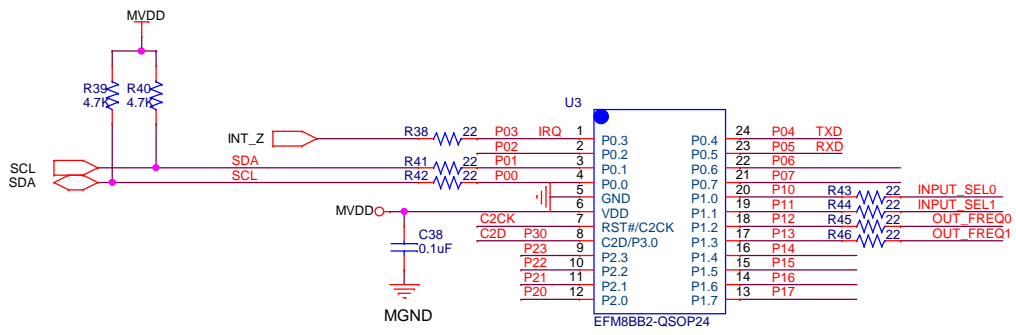 MVDD
R39
4.7K
R40
4.7K
U3
INT_Z
R38 22 P03 IRQ 1 P0.3 P0.4 24 P04 TXD
P02 2 P0.2 P0.5 23 P05 RXD
SCL SDA R41 22 P01 3 P0.1 P0.6 22 P06
SDA SCL R42 22 P00 4 P0.0 P0.7 21 P07
5 GND P1.0 20 P10 R43 22 INPUT_SEL0
MVDD 6 VDD P1.1 19 P11 R44 22 INPUT_SEL1
C2CK 7 RST#/C2CK P1.2 18 P12 R45 22 OUT_FREQ0
C2D P30 8 C2D/P3.0 P1.3 17 P13 R46 22 OUT_FREQ1
P23 9 P2.3 P1.4 16 P14
P22 10 P2.2 P1.5 15 P15
P21 11 P2.1 P1.6 14 P16
P20 12 P2.0 P1.7 13 P17
C38
0.1uF
MGND
EFM8BB2-QSOP24